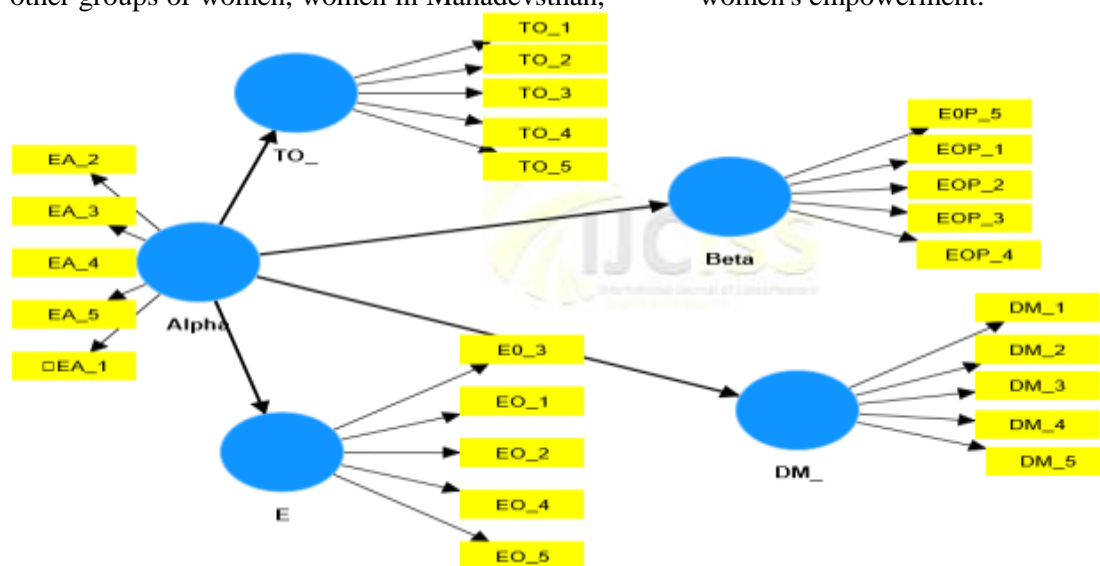 other groups of women, women in Mahadevsthan,
women's empowerment.
TO_1
TO_2
TO_3
TO_4
TO_5
TO_
EA_2
EA_3
EA_4
EA_5
□EA_1
Alpha
E0P_5
EOP_1
EOP_2
EOP_3
EOP_4
Beta
IJCISS
E0_3
EO_1
EO_2
EO_4
EO_5
E
DM_1
DM_2
DM_3
DM_4
DM_5
DM_